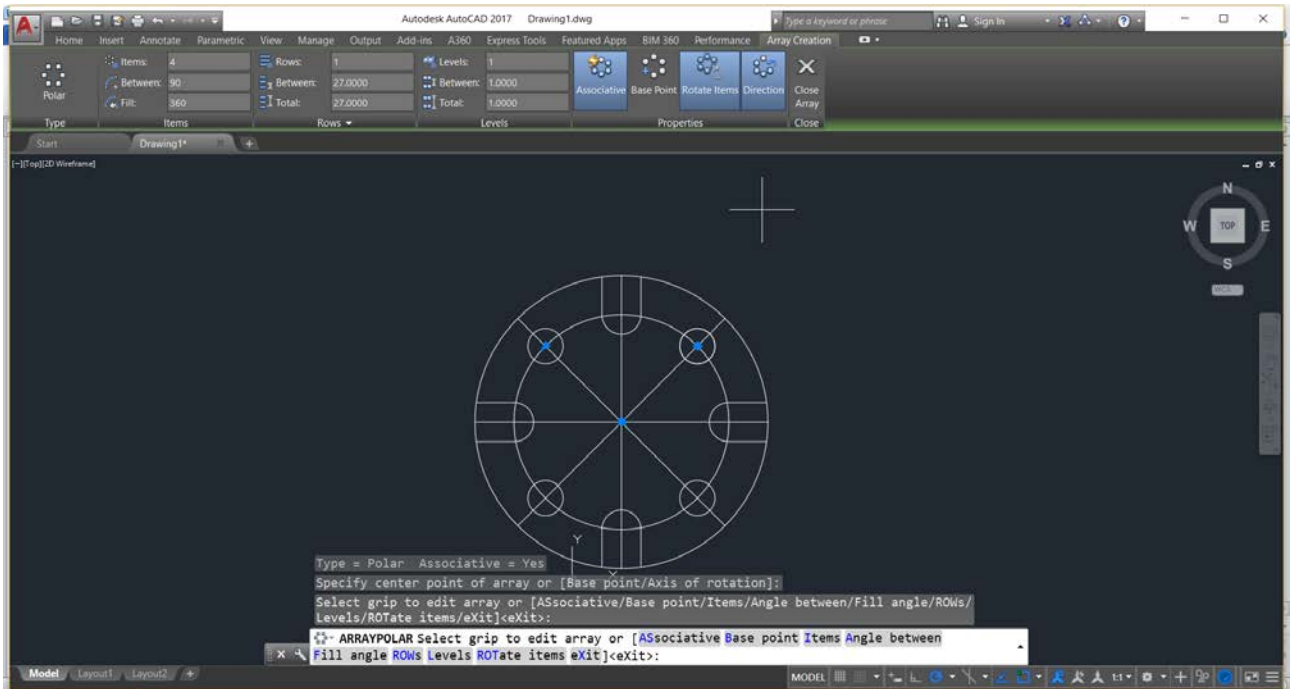 Autodesk AutoCAD 2017 Drawing1.dwg
Type a keyword or phrase
Sign In
Home Insert Annotate Parametric View Manage Output Add-ins A360 Express Tools Featured Apps BIM 360 Performance Array Creation
Items: 4
Rows: 1
Levels: 1
Between: 90
Between: 27.0000
Between: 1.0000
Fill: 360
Total: 27.0000
Total: 1.0000
Polar
Associative Base Point Rotate Items Direction Close Array
Type Items Rows Levels Properties Close
Start Drawing1* +
[−][Top][2D Wireframe]
N
W TOP E
S
WCS
Y
X
Type = Polar Associative = Yes
Specify center point of array or [Base point/Axis of rotation]:
Select grip to edit array or [ASsociative/Base point/Items/Angle between/Fill angle/ROWs/
Levels/ROTate items/eXit]<eXit>:
ARRAYPOLAR Select grip to edit array or [ASsociative Base point Items Angle between
Fill angle ROWs Levels ROTate items eXit]<eXit>:
Model Layout1 Layout2 +
MODEL 1:1